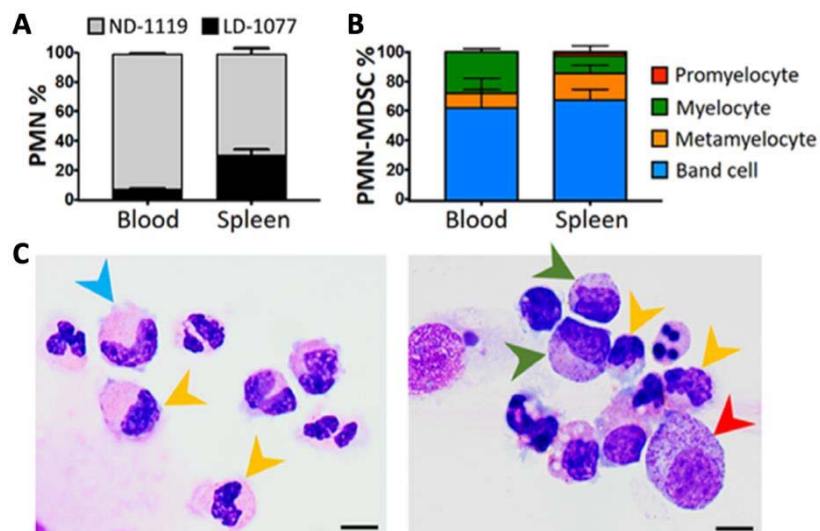 A
ND-1119 LD-1077
100
80
60
40
20
0
PMN %
Blood Spleen
B
100
80
60
40
20
0
PMN-MDSC %
Blood Spleen
Promyelocyte
Myelocyte
Metamyelocyte
Band cell
C